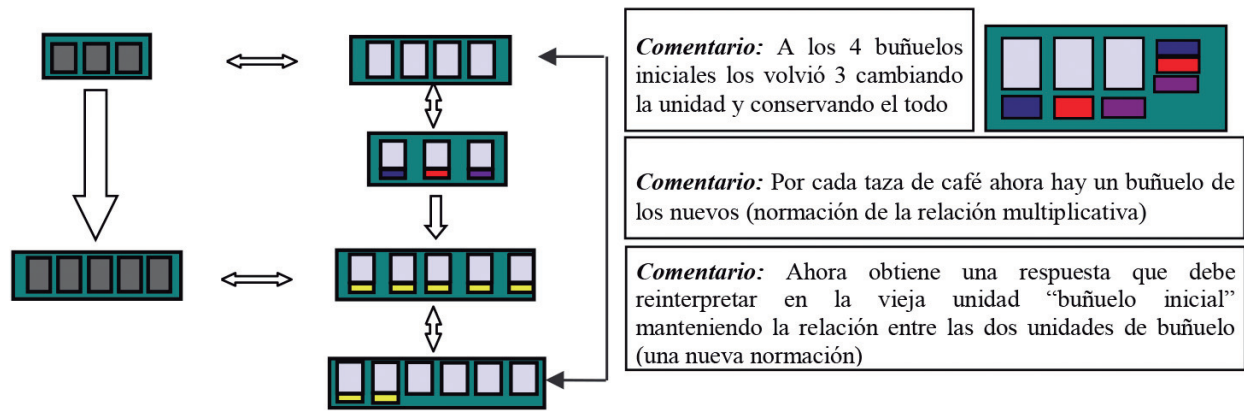 Comentario: A los 4 buñuelos
iniciales los volvió 3 cambiando
la unidad y conservando el todo
Comentario: Por cada taza de café ahora hay un buñuelo de
los nuevos (normación de la relación multiplicativa)
Comentario: Ahora obtiene una respuesta que debe
reinterpretar en la vieja unidad “buñuelo inicial”
manteniendo la relación entre las dos unidades de buñuelo
(una nueva normación)